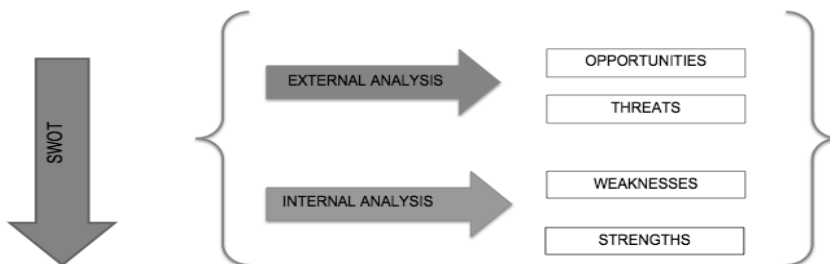 SWOT
EXTERNAL ANALYSIS
OPPORTUNITIES
THREATS
INTERNAL ANALYSIS
WEAKNESSES
STRENGTHS